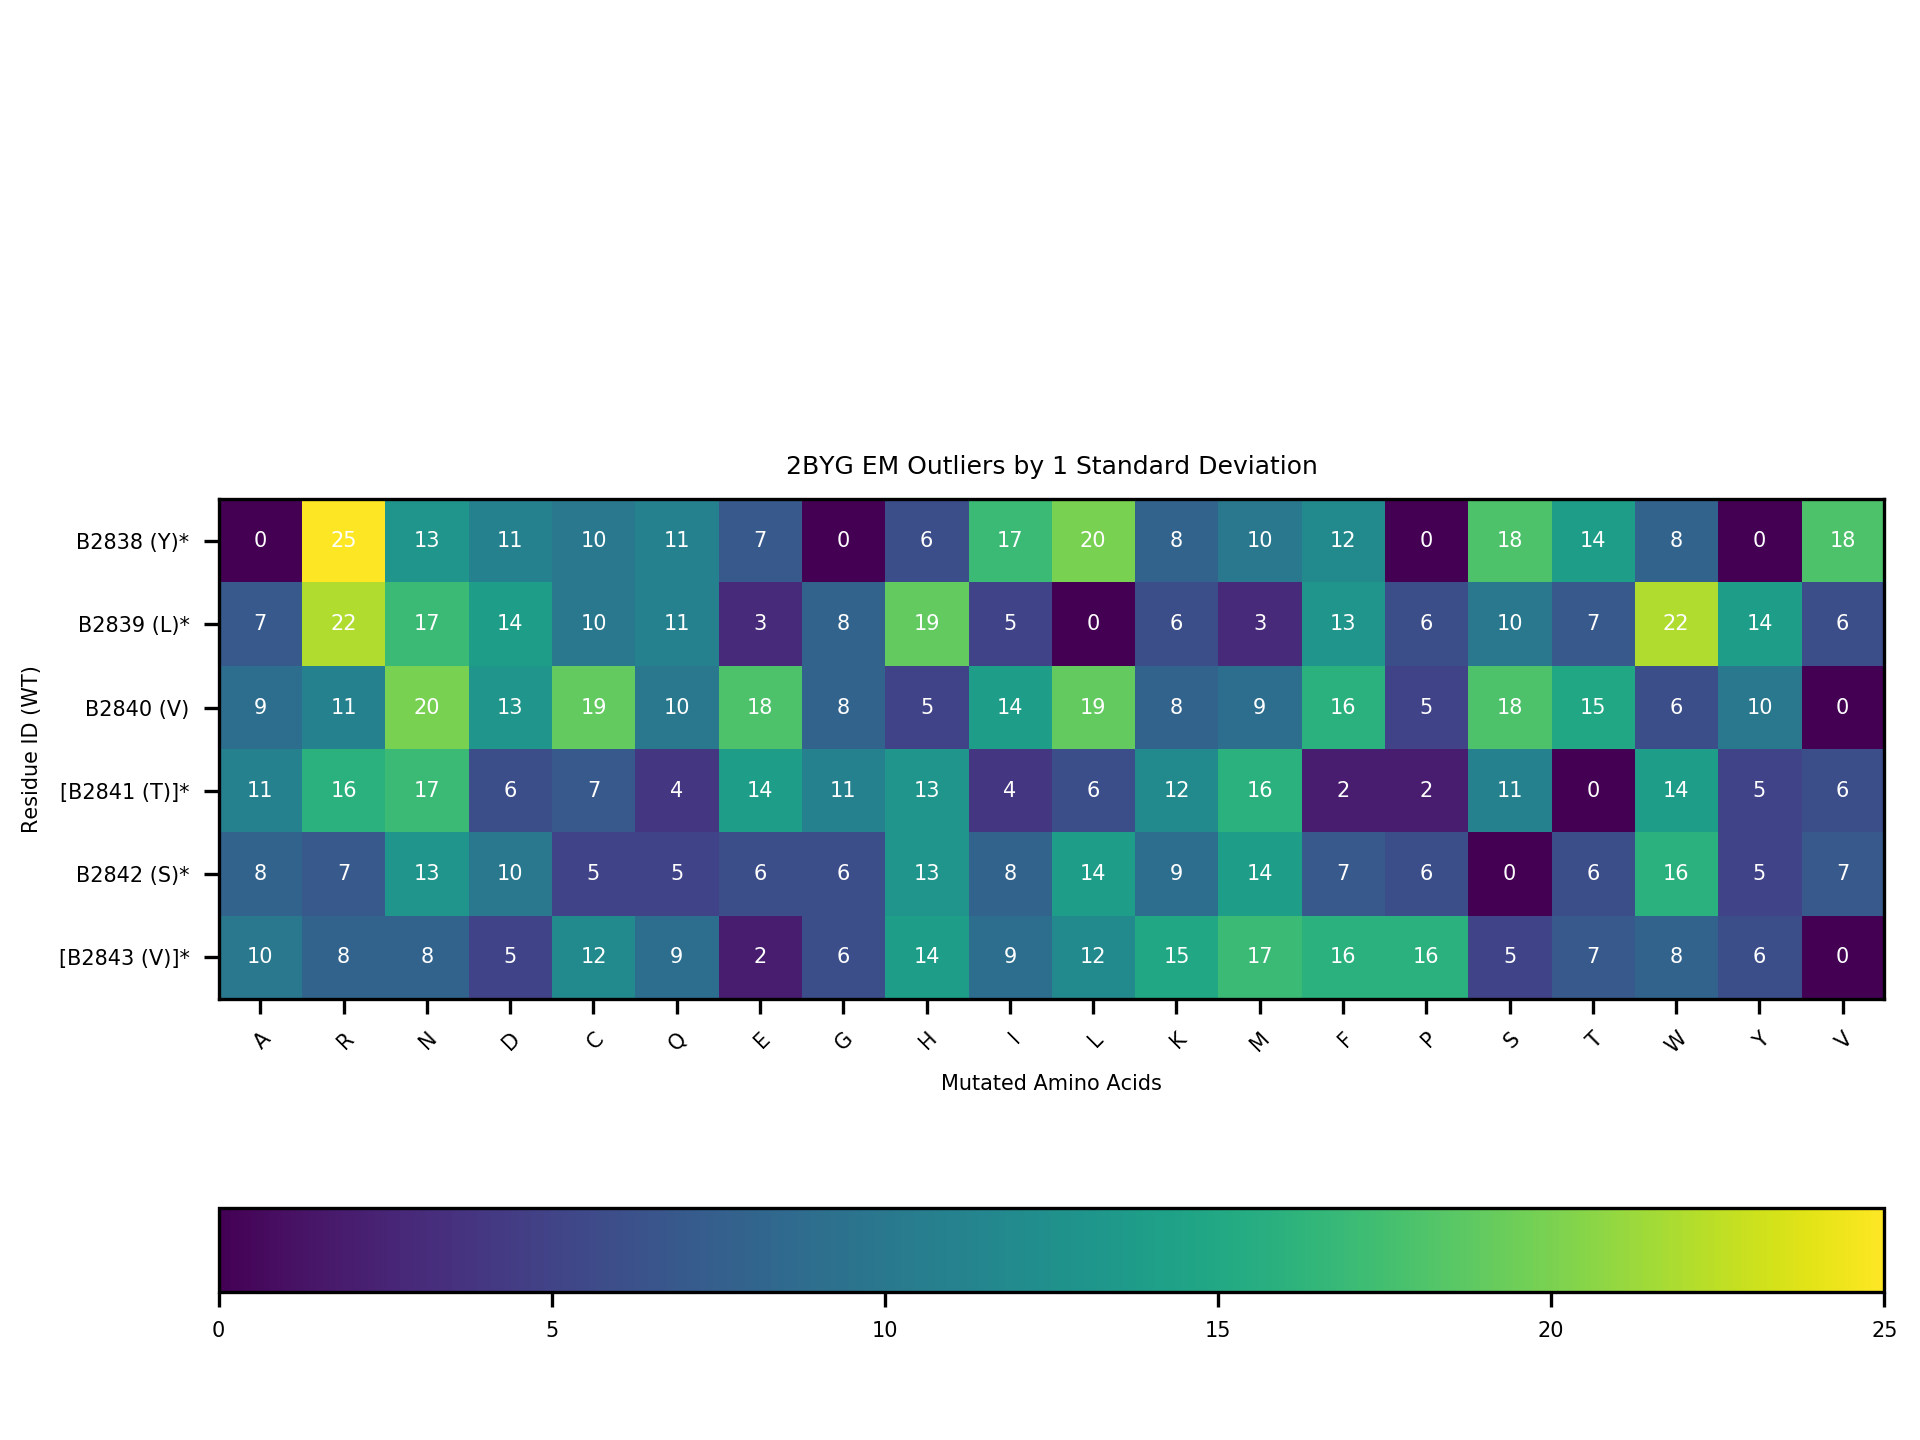 2BYG EM Outliers by 1 Standard Deviation
Residue ID (WT)
B2838 (Y)* 0 25 13 11 10 11 7 0 6 17 20 8 10 12 0 18 14 8 0 18
B2839 (L)* 7 22 17 14 10 11 3 8 19 5 0 6 3 13 6 10 7 22 14 6
B2840 (V) 9 11 20 13 19 10 18 8 5 14 19 8 9 16 5 18 15 6 10 0
[B2841 (T)]* 11 16 17 6 7 4 14 11 13 4 6 12 16 2 2 11 0 14 5 6
B2842 (S)* 8 7 13 10 5 5 6 6 13 8 14 9 14 7 6 0 6 16 5 7
[B2843 (V)]* 10 8 8 5 12 9 2 6 14 9 12 15 17 16 16 5 7 8 6 0
A R N D C Q E G H I L K M F P S T W Y V
Mutated Amino Acids
0 5 10 15 20 25